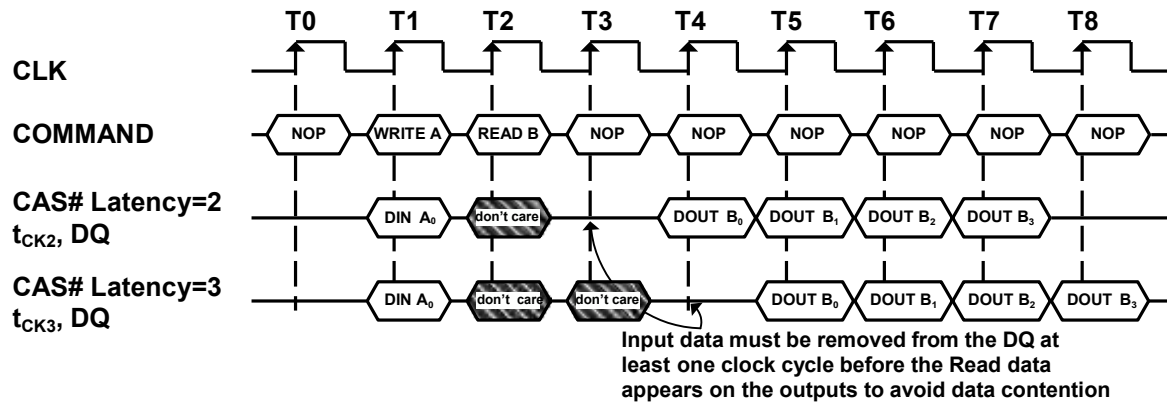 T0 T1 T2 T3 T4 T5 T6 T7 T8
CLK
COMMAND NOP WRITE A READ B NOP NOP NOP NOP NOP NOP
CAS# Latency=2
tCK2, DQ DIN A0 don't care DOUT B0 DOUT B1 DOUT B2 DOUT B3
CAS# Latency=3
tCK3, DQ DIN A0 don't care don't care DOUT B0 DOUT B1 DOUT B2 DOUT B3
Input data must be removed from the DQ at
least one clock cycle before the Read data
appears on the outputs to avoid data contention